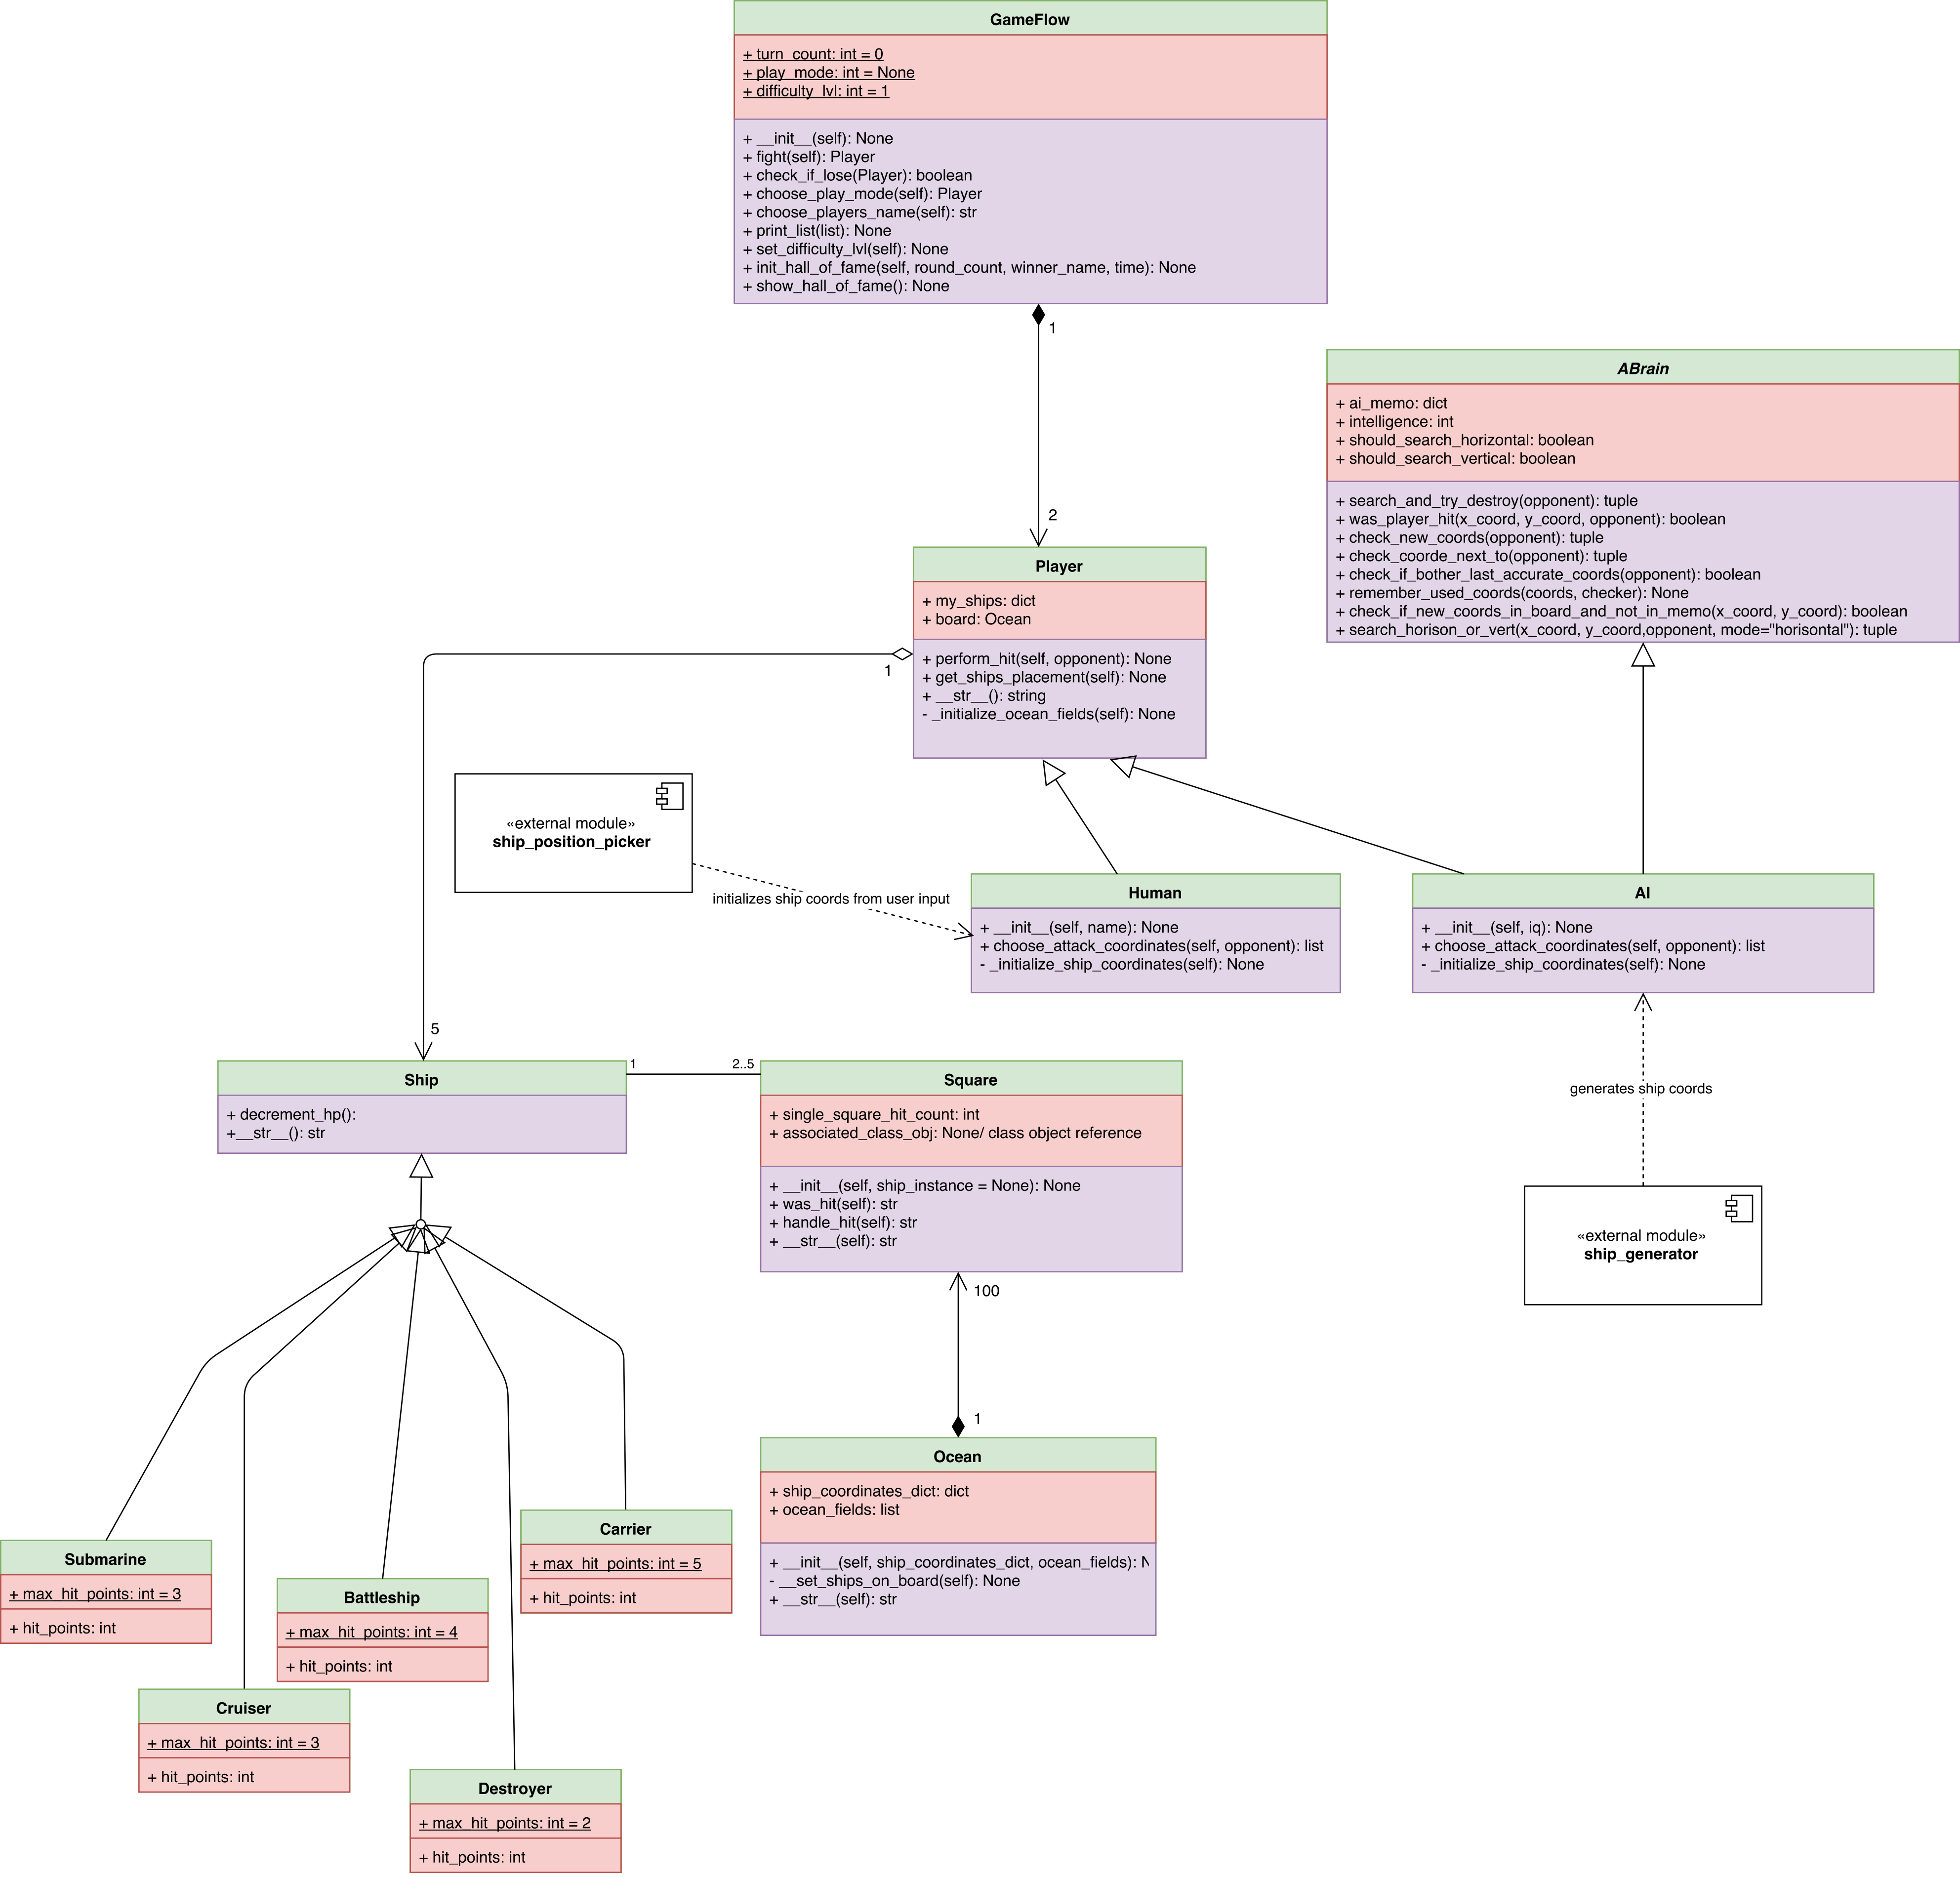 GameFlow
+ turn_count: int = 0
+ play_mode: int = None
+ difficulty_lvl: int = 1
+ __init__(self): None
+ fight(self): Player
+ check_if_lose(Player): boolean
+ choose_play_mode(self): Player
+ choose_players_name(self): str
+ print_list(list): None
+ set_difficulty_lvl(self): None
+ init_hall_of_fame(self, round_count, winner_name, time): None
+ show_hall_of_fame(): None
1
2
ABrain
+ ai_memo: dict
+ intelligence: int
+ should_search_horizontal: boolean
+ should_search_vertical: boolean
+ search_and_try_destroy(opponent): tuple
+ was_player_hit(x_coord, y_coord, opponent): boolean
+ check_new_coords(opponent): tuple
+ check_coorde_next_to(opponent): tuple
+ check_if_bother_last_accurate_coords(opponent): boolean
+ remember_used_coords(coords, checker): None
+ check_if_new_coords_in_board_and_not_in_memo(x_coord, y_coord): boolean
+ search_horison_or_vert(x_coord, y_coord,opponent, mode="horisontal"): tuple
Player
+ my_ships: dict
+ board: Ocean
+ perform_hit(self, opponent): None
+ get_ships_placement(self): None
+ __str__(): string
- _initialize_ocean_fields(self): None
1
5
«external module»
ship_position_picker
initializes ship coords from user input
Human
+ __init__(self, name): None
+ choose_attack_coordinates(self, opponent): list
- _initialize_ship_coordinates(self): None
AI
+ __init__(self, iq): None
+ choose_attack_coordinates(self, opponent): list
- _initialize_ship_coordinates(self): None
generates ship coords
«external module»
ship_generator
Ship
+ decrement_hp():
+__str__(): str
1
2..5
Square
+ single_square_hit_count: int
+ associated_class_obj: None/ class object reference
+ __init__(self, ship_instance = None): None
+ was_hit(self): str
+ handle_hit(self): str
+ __str__(self): str
100
1
Ocean
+ ship_coordinates_dict: dict
+ ocean_fields: list
+ __init__(self, ship_coordinates_dict, ocean_fields): N
- __set_ships_on_board(self): None
+ __str__(self): str
Carrier
+ max_hit_points: int = 5
+ hit_points: int
Submarine
+ max_hit_points: int = 3
+ hit_points: int
Battleship
+ max_hit_points: int = 4
+ hit_points: int
Cruiser
+ max_hit_points: int = 3
+ hit_points: int
Destroyer
+ max_hit_points: int = 2
+ hit_points: int